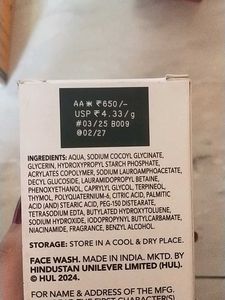 AA ✱ ₹650/-
USP ₹4.33/g
#03/25 B009
@02/27
INGREDIENTS: AQUA, SODIUM COCOYL GLYCINATE,
GLYCERIN, HYDROXYPROPYL STARCH PHOSPHATE,
ACRYLATES COPOLYMER, SODIUM LAUROAMPHOACETATE,
DECYL GLUCOSIDE, LAURAMIDOPROPYL BETAINE,
PHENOXYETHANOL, CAPRYLYL GLYCOL, TERPINEOL,
THYMOL, POLYQUATERNIUM-6, CITRIC ACID, PALMITIC
ACID (AND) STEARIC ACID, PEG-150 DISTEARATE,
TETRASODIUM EDTA, BUTYLATED HYDROXYTOLUENE,
SODIUM HYDROXIDE, IODOPROPYNYL BUTYLCARBAMATE,
NIACINAMIDE, FRAGRANCE, BENZYL ALCOHOL.
STORAGE: STORE IN A COOL & DRY PLACE.
FACE WASH. MADE IN INDIA. MKTD. BY
HINDUSTAN UNILEVER LIMITED (HUL).
© HUL 2024.
FOR NAME & ADDRESS OF THE MFG.
THE FIRST CHARACTER(S)